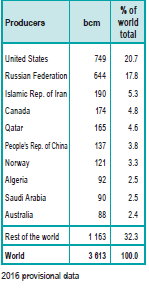 Producers bcm % of world total
United States 749 20.7
Russian Federation 644 17.8
Islamic Rep. of Iran 190 5.3
Canada 174 4.8
Qatar 165 4.6
People's Rep. of China 137 3.8
Norway 121 3.3
Algeria 92 2.5
Saudi Arabia 90 2.5
Australia 88 2.4
Rest of the world 1 163 32.3
World 3 613 100.0
2016 provisional data